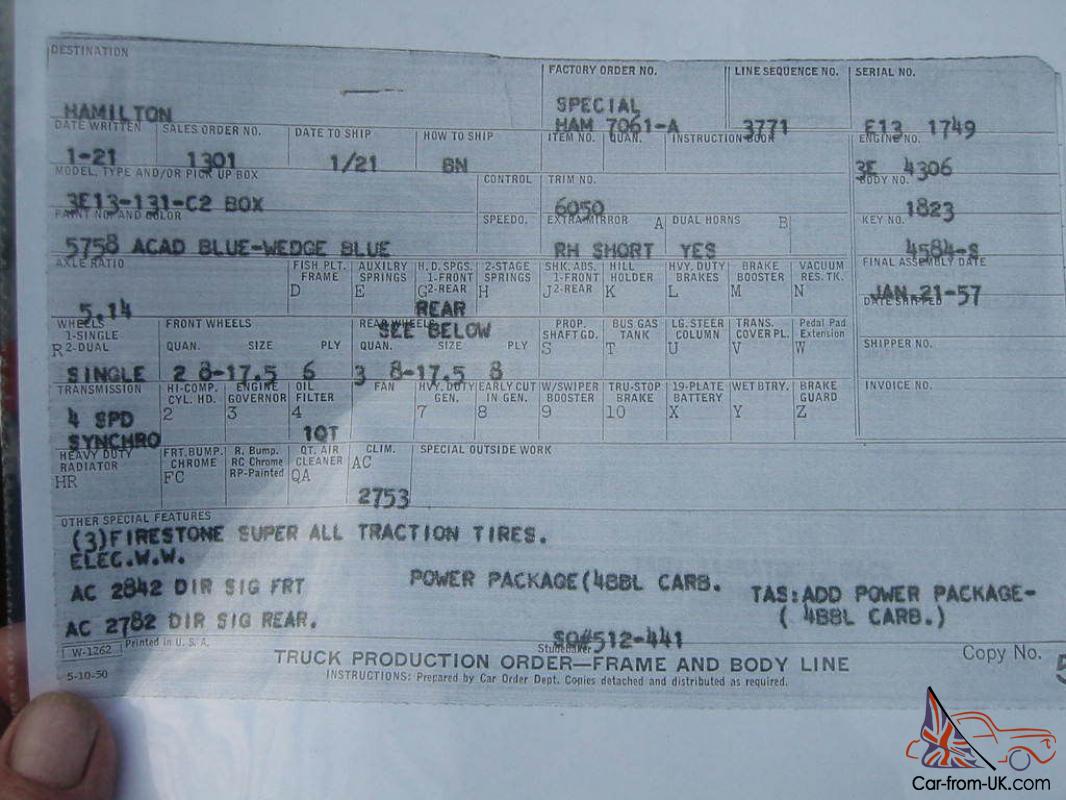 DESTINATION
HAMILTON
FACTORY ORDER NO.
SPECIAL
HAM 7061-A
LINE SEQUENCE NO.
3771
SERIAL NO.
E13 1749
DATE WRITTEN
1-21
SALES ORDER NO.
1301
DATE TO SHIP
1/21
HOW TO SHIP
BN
ITEM NO.
QUAN.
INSTRUCTION BOOK
ENGINE NO.
3E 4306
MODEL, TYPE AND/OR PICK UP BOX
3E13-131-C2 BOX
CONTROL
TRIM NO.
6050
BODY NO.
1823
PAINT NO. AND COLOR
5758 ACAD BLUE-WEDGE BLUE
SPEEDO.
EXTRA MIRROR A
RH SHORT
DUAL HORNS B
YES
KEY NO.
4584-S
AXLE RATIO
5.14
FISH PLT. FRAME
D
AUXILRY SPRINGS
E
H. D. SPGS.
1-FRONT
G 2-REAR
REAR
2-STAGE SPRINGS
H
SHK. ABS.
1-FRONT
J 2-REAR
HILL HOLDER
K
HVY. DUTY BRAKES
L
BRAKE BOOSTER
M
VACUUM RES. TK.
N
FINAL ASSEMBLY DATE
JAN 21-57
DATE SHIPPED
WHEELS
1-SINGLE
R 2-DUAL
SINGLE
FRONT WHEELS
QUAN. SIZE PLY
2 8-17.5 6
REAR WHEELS
SEE BELOW
QUAN. SIZE PLY
3 8-17.5 8
PROP. SHAFT GD.
S
BUS GAS TANK
T
LG. STEER COLUMN
U
TRANS. COVER PL.
V
Pedal Pad Extension
W
SHIPPER NO.
TRANSMISSION
4 SPD
SYNCHRO
HI-COMP. CYL. HD.
2
ENGINE GOVERNOR
3
OIL FILTER
4
1QT
FAN
HVY. DUTY GEN.
7
EARLY CUT IN GEN.
8
W/SWIPER BOOSTER
9
TRU-STOP BRAKE
10
19-PLATE BATTERY
X
WET BTRY.
Y
BRAKE GUARD
Z
INVOICE NO.
HEAVY DUTY RADIATOR
HR
FRT. BUMP. CHROME
FC
R. Bump.
RC Chrome
RP-Painted
QT. AIR CLEANER
QA
CLIM.
AC
2753
SPECIAL OUTSIDE WORK
OTHER SPECIAL FEATURES
(3)FIRESTONE SUPER ALL TRACTION TIRES.
ELEC.W.W.
AC 2842 DIR SIG FRT
POWER PACKAGE(4BBL CARB.
TAS:ADD POWER PACKAGE-
( 4BBL CARB.)
AC 2782 DIR SIG REAR.
SO#512-441
W-1262
Printed in U. S. A.
Studebaker
TRUCK PRODUCTION ORDER—FRAME AND BODY LINE
Copy No. 5
5-10-50
INSTRUCTIONS: Prepared by Car Order Dept. Copies detached and distributed as required.
Car-from-UK.com